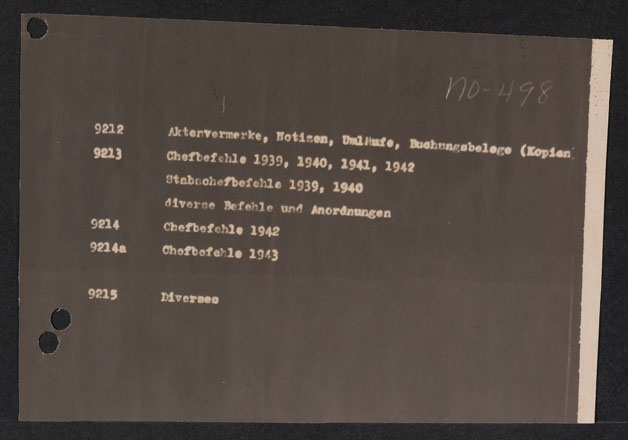 NO-498
9212 Aktenvermerke, Notizen, Umläufe, Buchungsbelege (Kopien
9213 Chefbefehle 1939, 1940, 1941, 1942
Stabschefbefehle 1939, 1940
diverse Befehle und Anordnungen
9214 Chefbefehle 1942
9214a Chefbefehle 1943
9215 Diverses